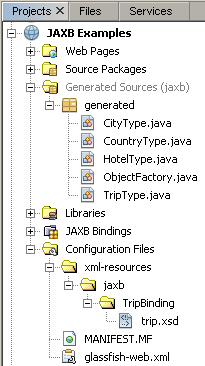 Projects X Files Services
JAXB Examples
Web Pages
Source Packages
Generated Sources (jaxb)
generated
CityType.java
CountryType.java
HotelType.java
ObjectFactory.java
TripType.java
Libraries
JAXB Bindings
Configuration Files
xml-resources
jaxb
TripBinding
trip.xsd
MANIFEST.MF
glassfish-web.xml